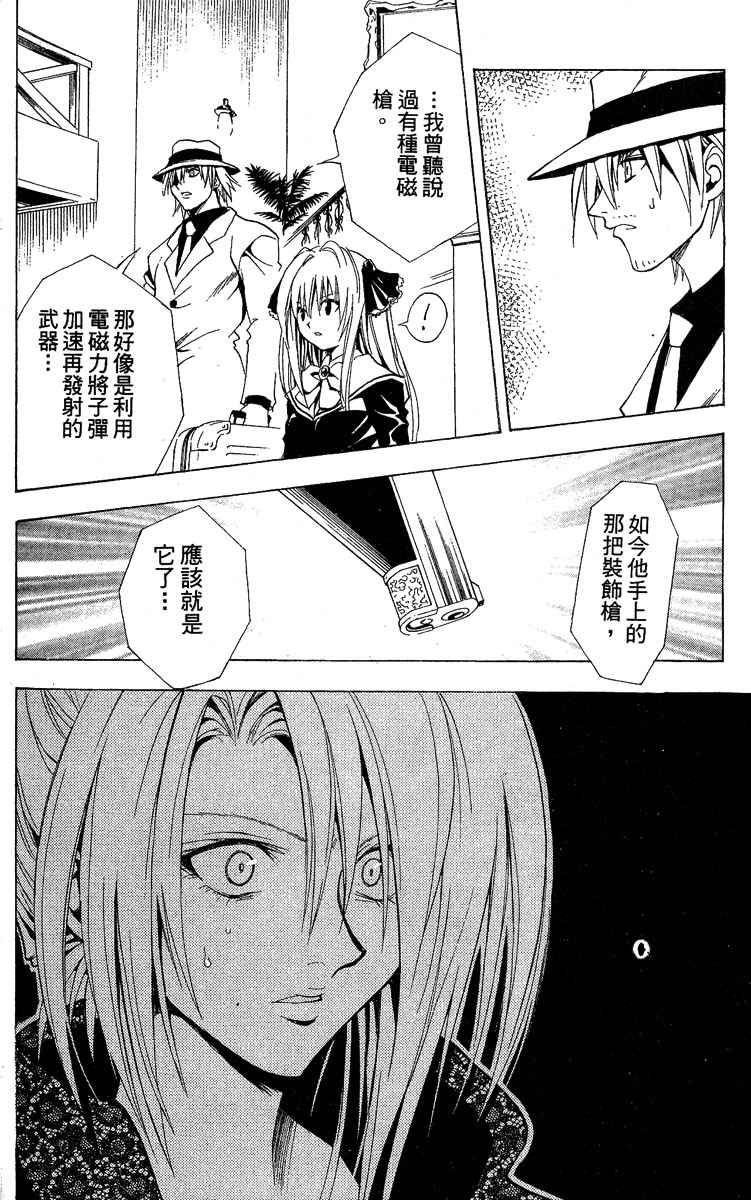 …我曾聽說
過有種電磁
槍。
！
那好像是利用
電磁力將子彈
加速再發射的
武器…
如今他手上的
那把裝飾槍，
應該就是
它了…